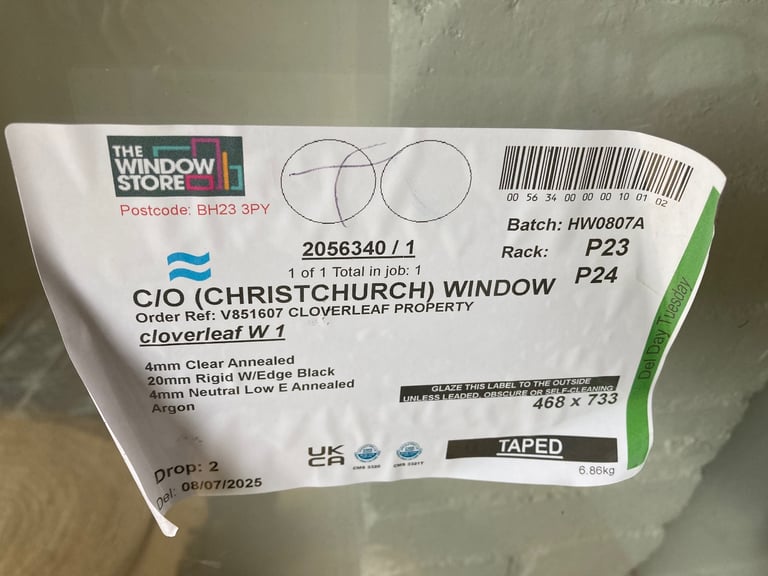 THE
WINDOW
STORE
Postcode: BH23 3PY
00 56 34 00 00 00 10 01 02
Batch: HW0807A
Rack: P23
P24
2056340 / 1
1 of 1 Total in job: 1
C/O (CHRISTCHURCH) WINDOW
Order Ref: V851607 CLOVERLEAF PROPERTY
cloverleaf W 1
4mm Clear Annealed
20mm Rigid W/Edge Black
4mm Neutral Low E Annealed
Argon
GLAZE THIS LABEL TO THE OUTSIDE
UNLESS LEADED, OBSCURE OR SELF-CLEANING
468 x 733
Del Day Tuesday
UK
CA
TAPED
6.86kg
Drop: 2
Del: 08/07/2025